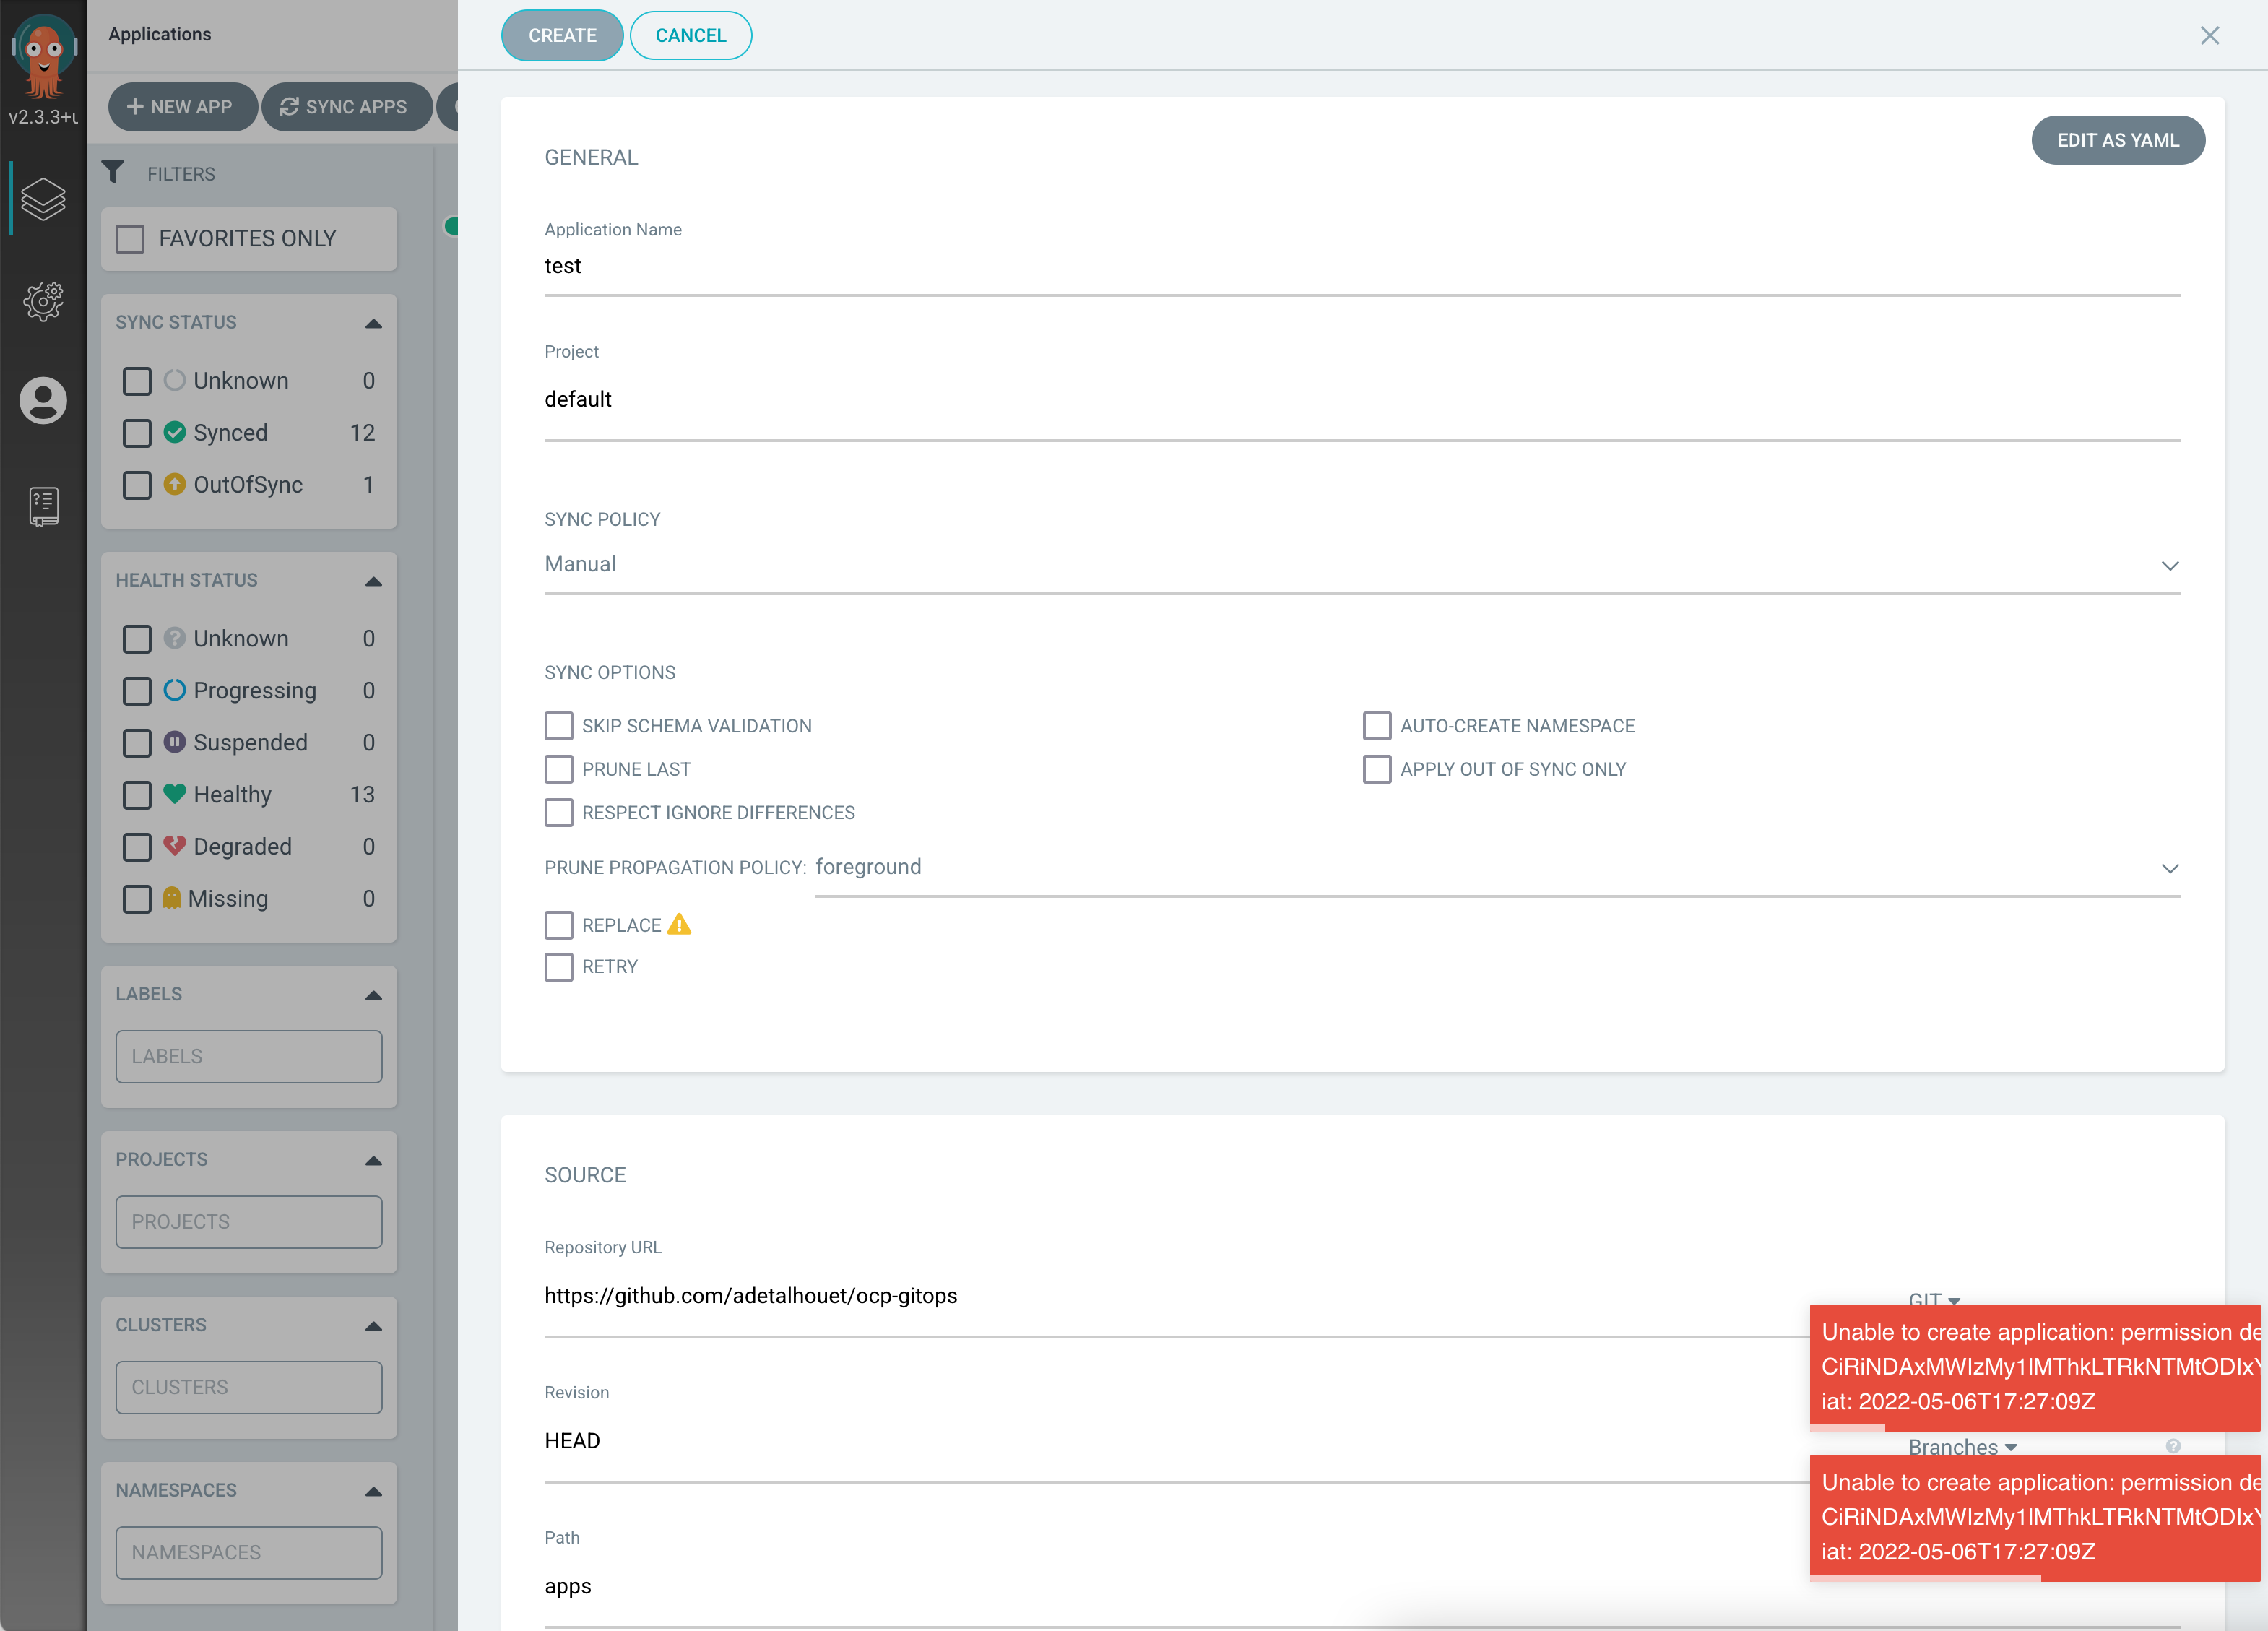 v2.3.3+u
Applications
NEW APP
SYNC APPS
FILTERS
FAVORITES ONLY
SYNC STATUS
Unknown 0
Synced 12
OutOfSync 1
HEALTH STATUS
Unknown 0
Progressing 0
Suspended 0
Healthy 13
Degraded 0
Missing 0
LABELS
LABELS
PROJECTS
PROJECTS
CLUSTERS
CLUSTERS
NAMESPACES
NAMESPACES
CREATE CANCEL
GENERAL
EDIT AS YAML
Application Name
test
Project
default
SYNC POLICY
Manual
SYNC OPTIONS
SKIP SCHEMA VALIDATION
AUTO-CREATE NAMESPACE
PRUNE LAST
APPLY OUT OF SYNC ONLY
RESPECT IGNORE DIFFERENCES
PRUNE PROPAGATION POLICY: foreground
REPLACE
RETRY
SOURCE
Repository URL
https://github.com/adetalhouet/ocp-gitops
GIT
Revision
HEAD
Branches
Path
apps
Unable to create application: permission de
CiRiNDAxMWIzMy1lMThkLTRkNTMtODIxY
iat: 2022-05-06T17:27:09Z
Unable to create application: permission de
CiRiNDAxMWIzMy1lMThkLTRkNTMtODIxY
iat: 2022-05-06T17:27:09Z